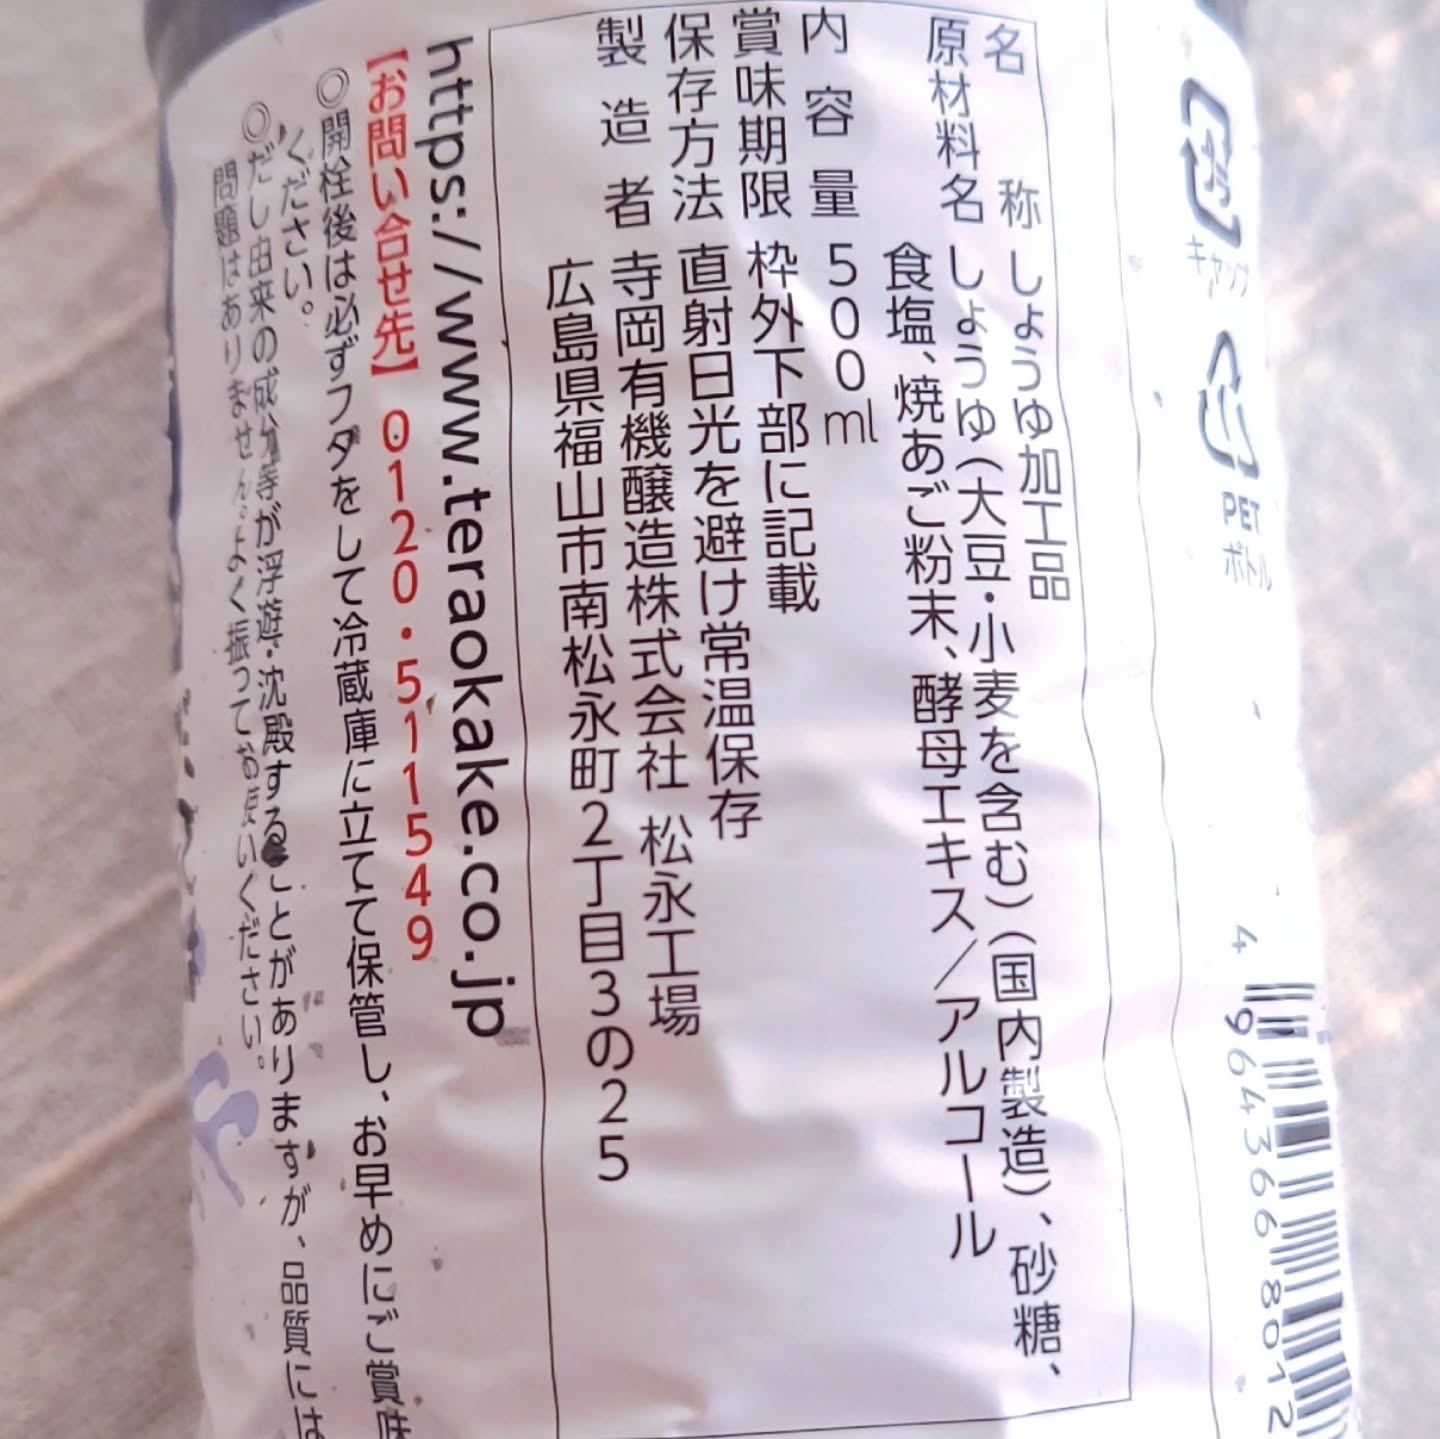 キャップ
PET
ボトル
4 964366 8012
名称 しょうゆ加工品
原材料名 しょうゆ(大豆・小麦を含む)(国内製造)、砂糖、
食塩、焼あご粉末、酵母エキス/アルコール
内容量 500ml
賞味期限 枠外下部に記載
保存方法 直射日光を避け常温保存
製造者 寺岡有機醸造株式会社 松永工場
広島県福山市南松永町2丁目3の25
https://www.teraokake.co.jp
【お問い合せ先】0120・511549
◎開栓後は必ずフタをして冷蔵庫に立てて保管し、お早めにご賞味
ください。
◎だし由来の成分等が浮遊・沈殿することがありますが、品質には
問題はありません。よく振ってお使いください。